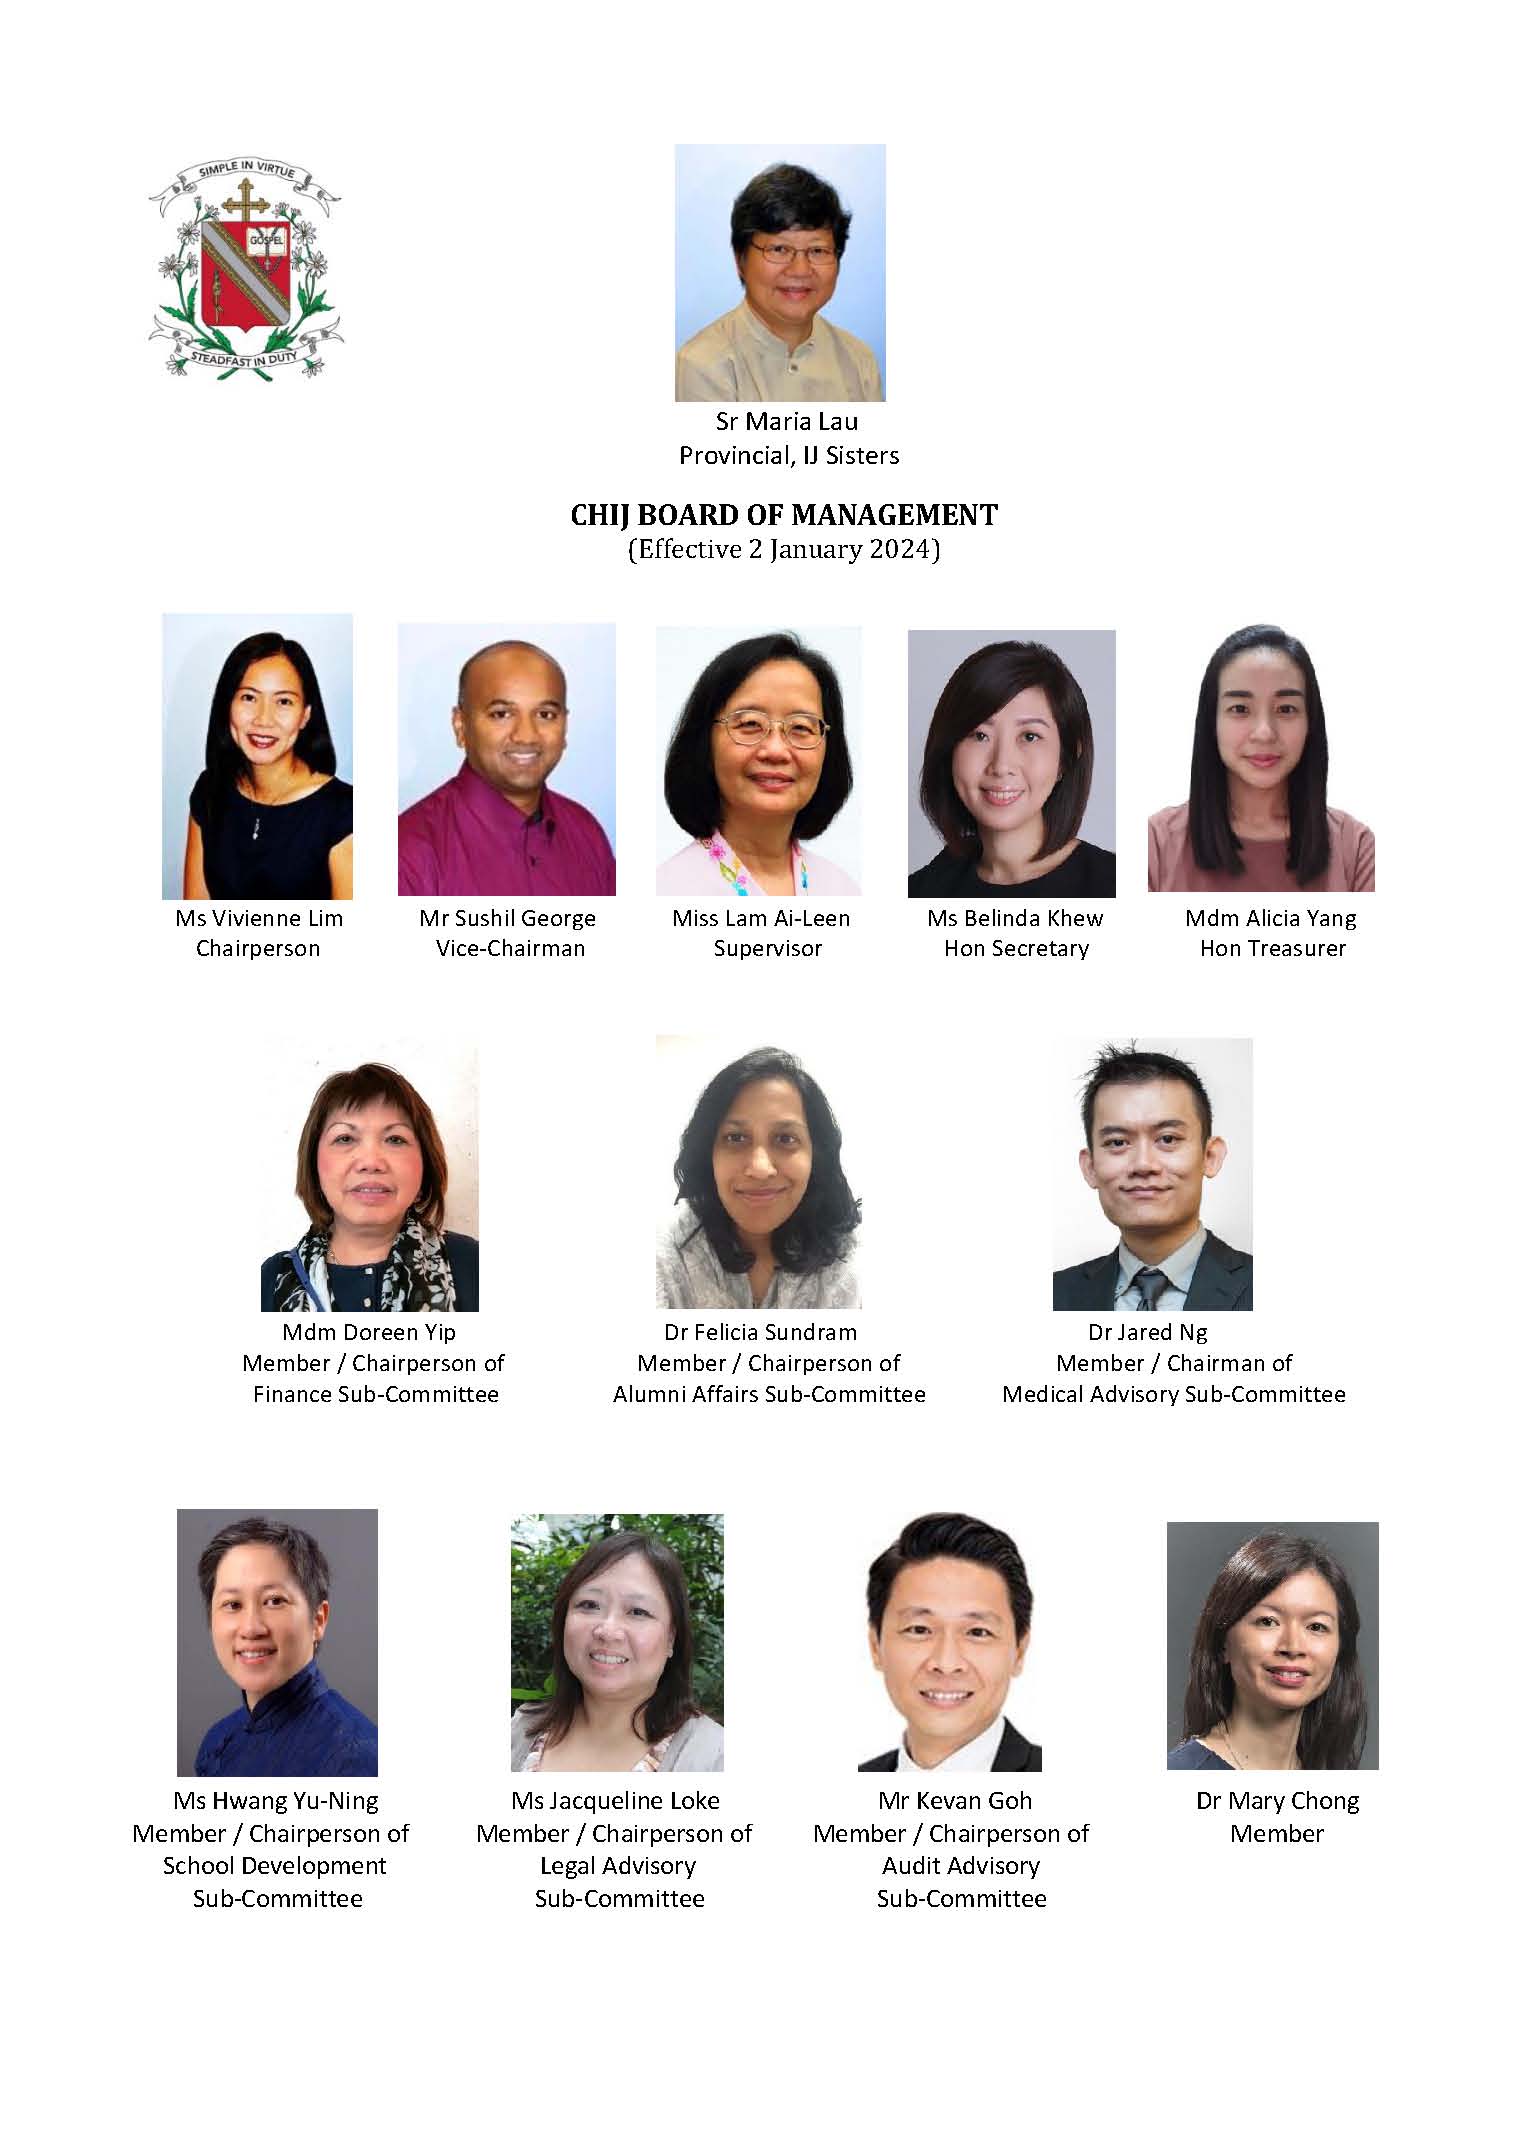 SIMPLE IN VIRTUE
GOSPEL
STEADFAST IN DUTY
Sr Maria Lau
Provincial, IJ Sisters
CHIJ BOARD OF MANAGEMENT
(Effective 2 January 2024)
Ms Vivienne Lim
Chairperson
Mr Sushil George
Vice-Chairman
Miss Lam Ai-Leen
Supervisor
Ms Belinda Khew
Hon Secretary
Mdm Alicia Yang
Hon Treasurer
Mdm Doreen Yip
Member / Chairperson of
Finance Sub-Committee
Dr Felicia Sundram
Member / Chairperson of
Alumni Affairs Sub-Committee
Dr Jared Ng
Member / Chairman of
Medical Advisory Sub-Committee
Ms Hwang Yu-Ning
Member / Chairperson of
School Development
Sub-Committee
Ms Jacqueline Loke
Member / Chairperson of
Legal Advisory
Sub-Committee
Mr Kevan Goh
Member / Chairperson of
Audit Advisory
Sub-Committee
Dr Mary Chong
Member